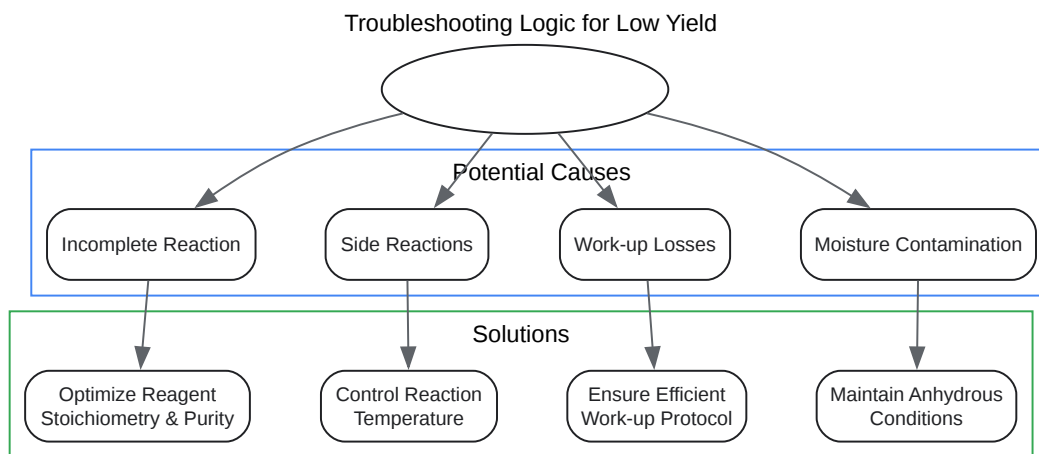 Troubleshooting Logic for Low Yield
Potential Causes
Incomplete Reaction
Side Reactions
Work-up Losses
Moisture Contamination
Solutions
Optimize Reagent
Stoichiometry & Purity
Control Reaction
Temperature
Ensure Efficient
Work-up Protocol
Maintain Anhydrous
Conditions